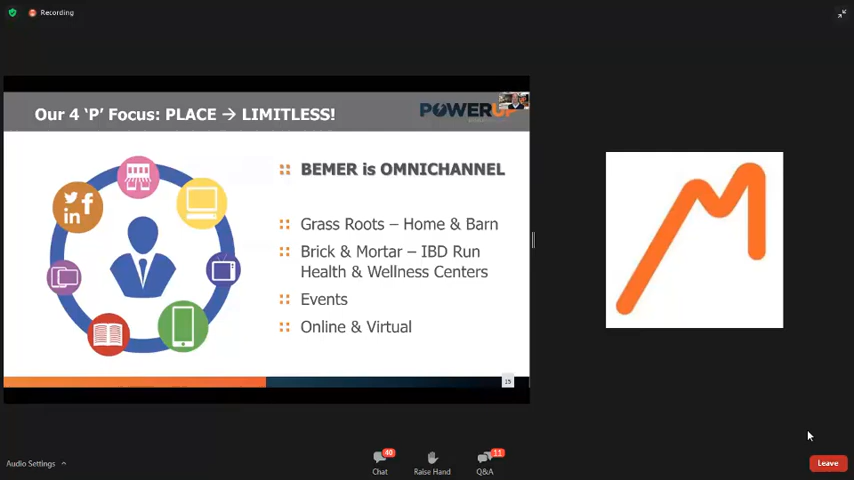 Recording
Our 4 ‘P’ Focus: PLACE → LIMITLESS!
POWERUP
BEMER is OMNICHANNEL
Grass Roots – Home & Barn
Brick & Mortar – IBD Run
Health & Wellness Centers
Events
Online & Virtual
f
in
15
40
11
Audio Settings
Chat
Raise Hand
Q&A
Leave